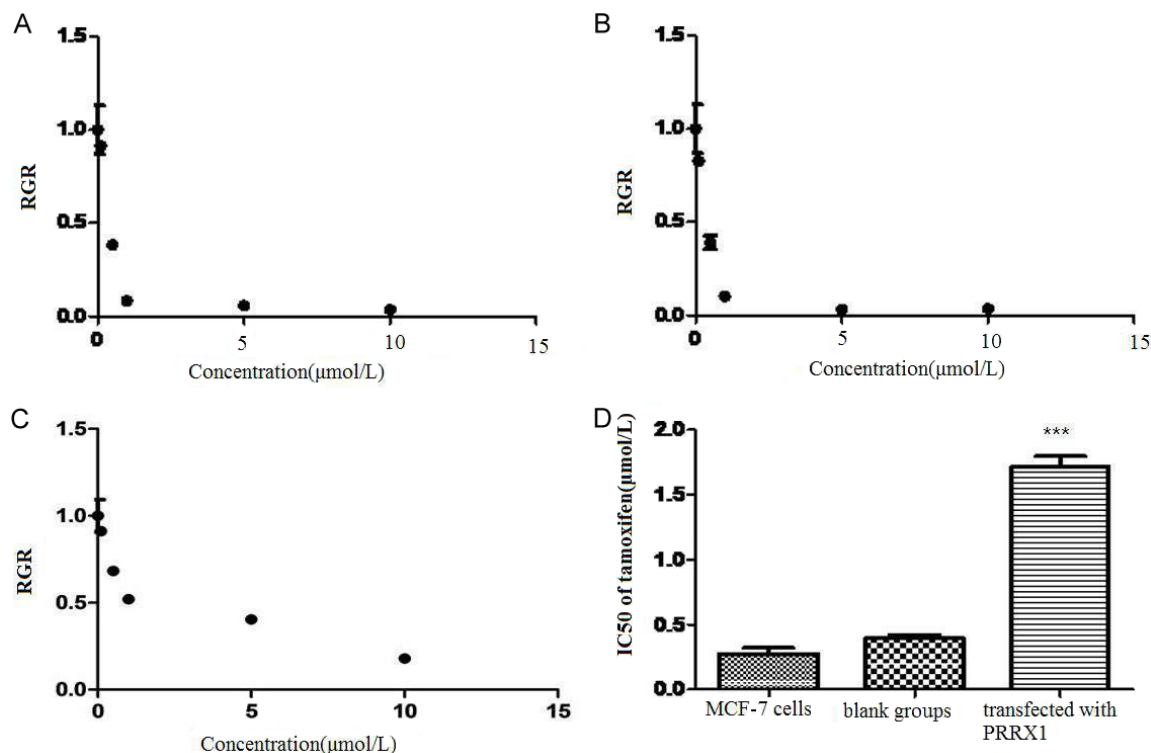 A
1.5
1.0
0.5
0.0
RGR
0
5
10
15
Concentration(μmol/L)
B
1.5
1.0
0.5
0.0
RGR
0
5
10
15
Concentration(μmol/L)
C
1.5
1.0
0.5
0.0
RGR
0
5
10
15
Concentration(μmol/L)
D
2.0
1.5
1.0
0.5
0.0
IC50 of tamoxifen(μmol/L)
***
MCF-7 cells
blank groups
transfected with
PRRX1